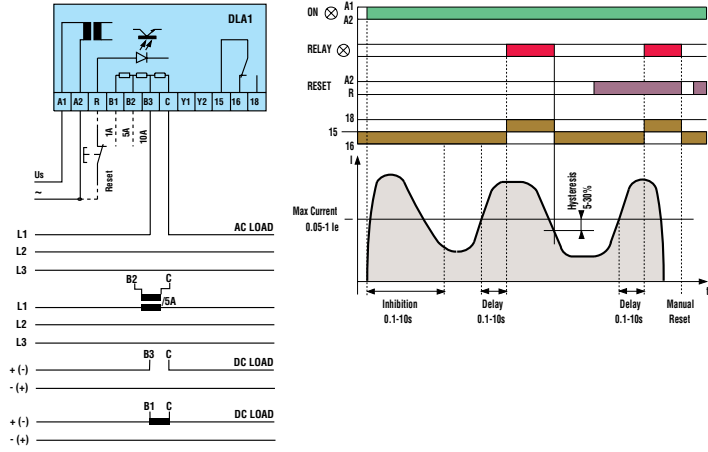 DLA1
A1 A2 R B1 B2 B3 C Y1 Y2 15 16 18
1A
5A
10A
Reset
Us
~
L1 AC LOAD
L2
L3
B2 C
/5A
L1
L2
L3
B3 C
+ (-) DC LOAD
- (+)
B1 C
+ (-) DC LOAD
- (+)
ON A1
A2
RELAY
RESET A2
R
18
15
16
I
Max Current
0.05-1 Ie
Hysteresis
5-30%
t
Inhibition
0.1-10s
Delay
0.1-10s
Delay
0.1-10s
Manual
Reset